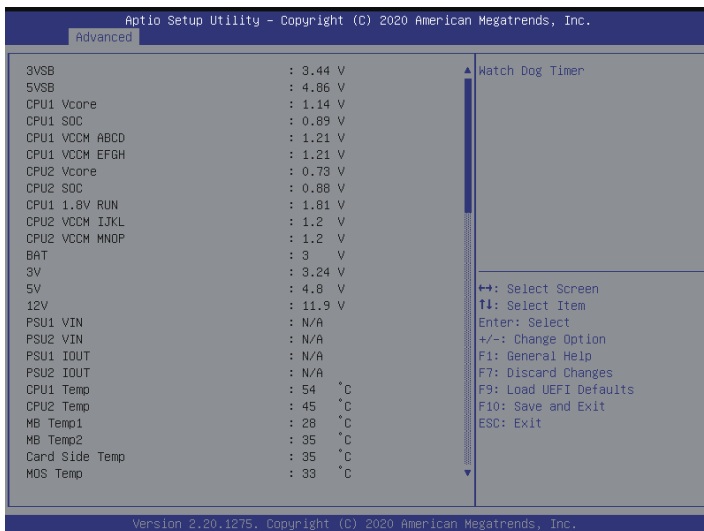 Aptio Setup Utility – Copyright (C) 2020 American Megatrends, Inc.
Advanced
3VSB : 3.44 V
5VSB : 4.86 V
CPU1 Vcore : 1.14 V
CPU1 SOC : 0.89 V
CPU1 VCCM ABCD : 1.21 V
CPU1 VCCM EFGH : 1.21 V
CPU2 Vcore : 0.73 V
CPU2 SOC : 0.88 V
CPU1 1.8V RUN : 1.81 V
CPU2 VCCM IJKL : 1.2 V
CPU2 VCCM MNOP : 1.2 V
BAT : 3 V
3V : 3.24 V
5V : 4.8 V
12V : 11.9 V
PSU1 VIN : N/A
PSU2 VIN : N/A
PSU1 IOUT : N/A
PSU2 IOUT : N/A
CPU1 Temp : 54 °C
CPU2 Temp : 45 °C
MB Temp1 : 28 °C
MB Temp2 : 35 °C
Card Side Temp : 35 °C
MOS Temp : 33 °C
Watch Dog Timer
↔: Select Screen
↑↓: Select Item
Enter: Select
+/-: Change Option
F1: General Help
F7: Discard Changes
F9: Load UEFI Defaults
F10: Save and Exit
ESC: Exit
Version 2.20.1275. Copyright (C) 2020 American Megatrends, Inc.